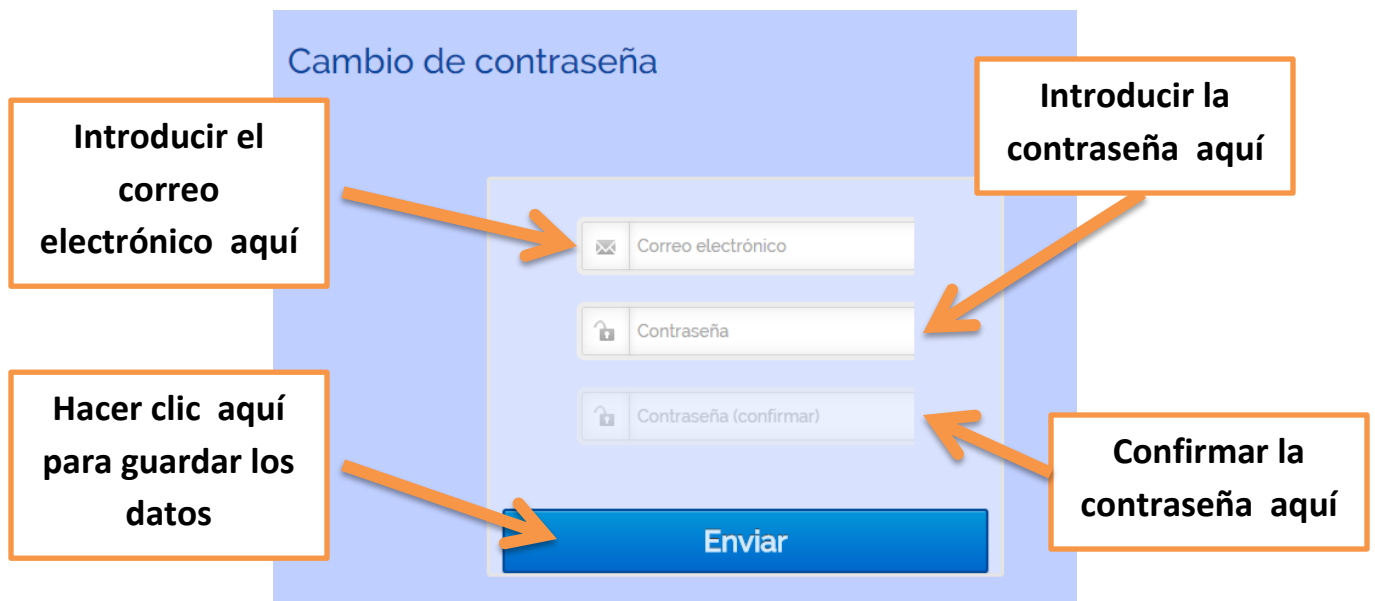 Cambio de contraseña
Introducir el
correo
electrónico aquí
Introducir la
contraseña aquí
Correo electrónico
Contraseña
Contraseña (confirmar)
Hacer clic aquí
para guardar los
datos
Confirmar la
contraseña aquí
Enviar